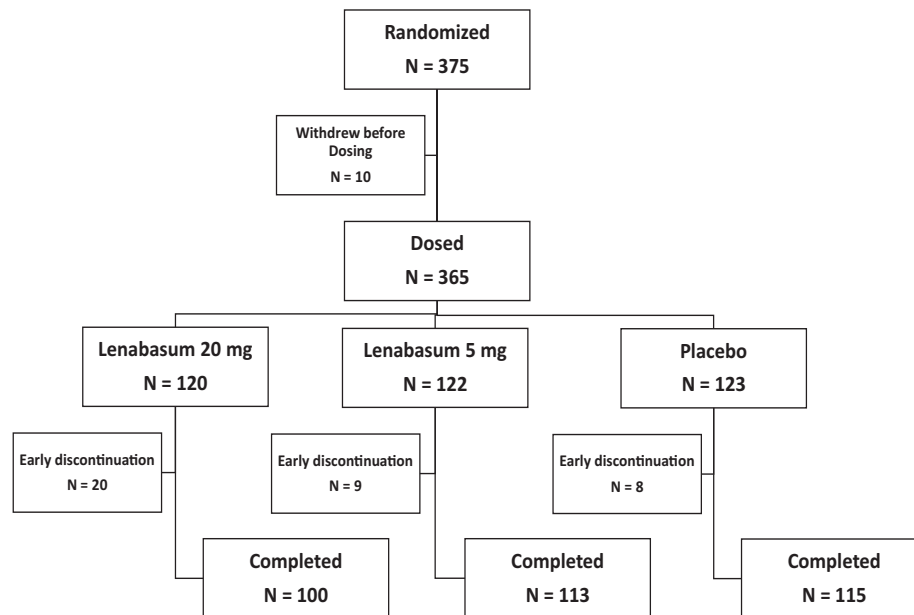 Randomized
N = 375
Withdrew before
Dosing
N = 10
Dosed
N = 365
Lenabasum 20 mg
N = 120
Lenabasum 5 mg
N = 122
Placebo
N = 123
Early discontinuation
N = 20
Early discontinuation
N = 9
Early discontinuation
N = 8
Completed
N = 100
Completed
N = 113
Completed
N = 115